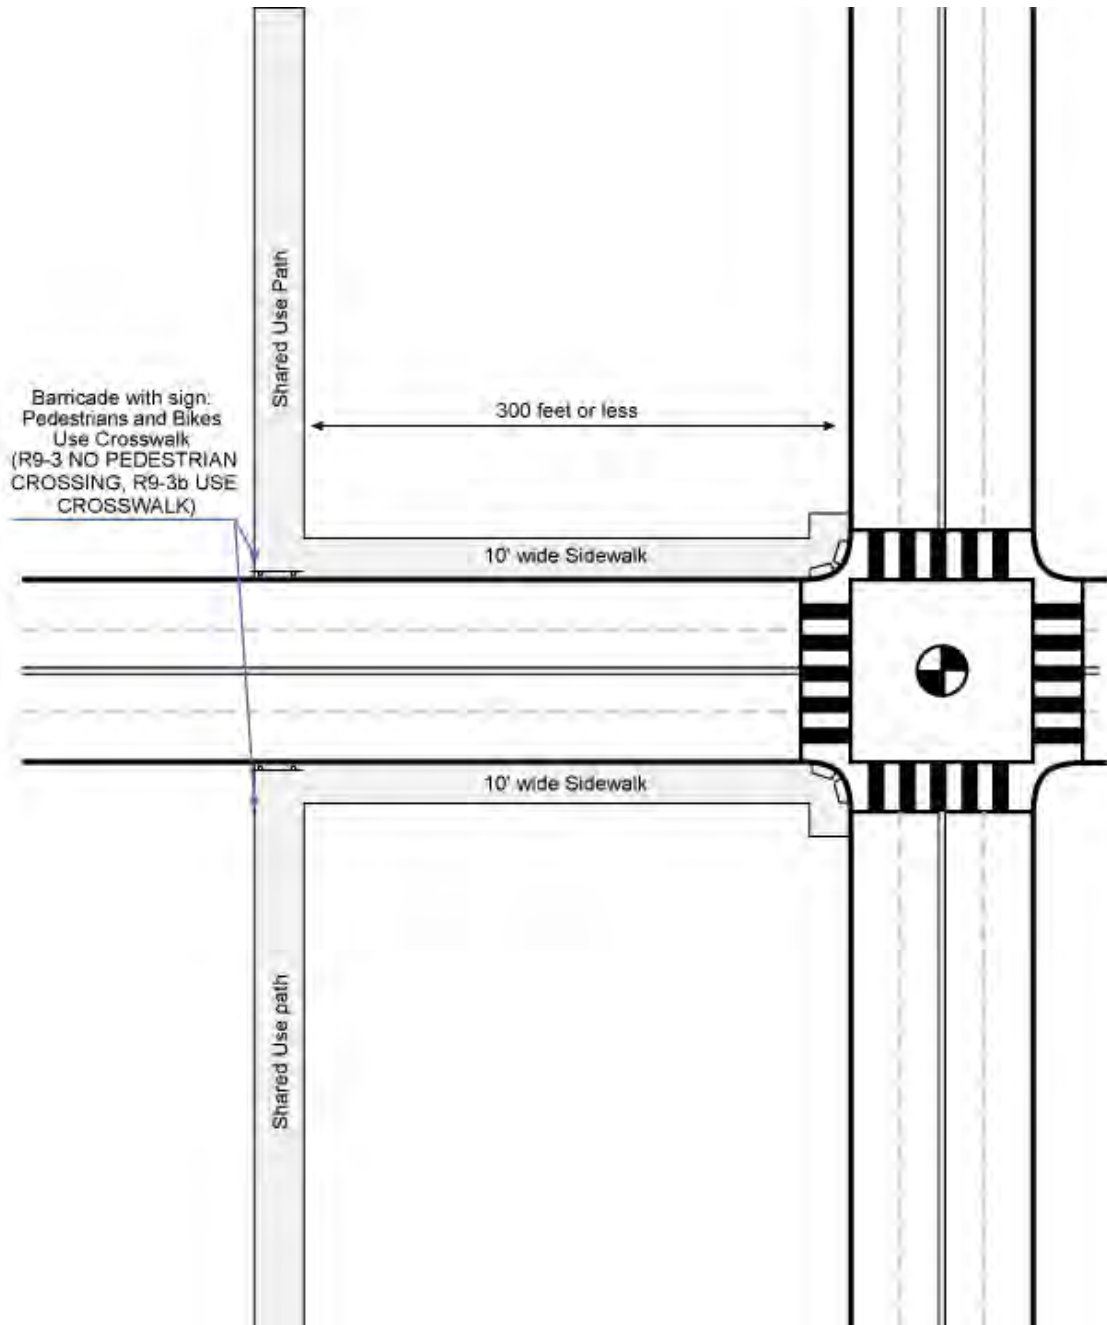 Shared Use Path
Barricade with sign:
Pedestrians and Bikes
Use Crosswalk
(R9-3 NO PEDESTRIAN
CROSSING, R9-3b USE
CROSSWALK)
300 feet or less
10' wide Sidewalk
10' wide Sidewalk
Shared Use path